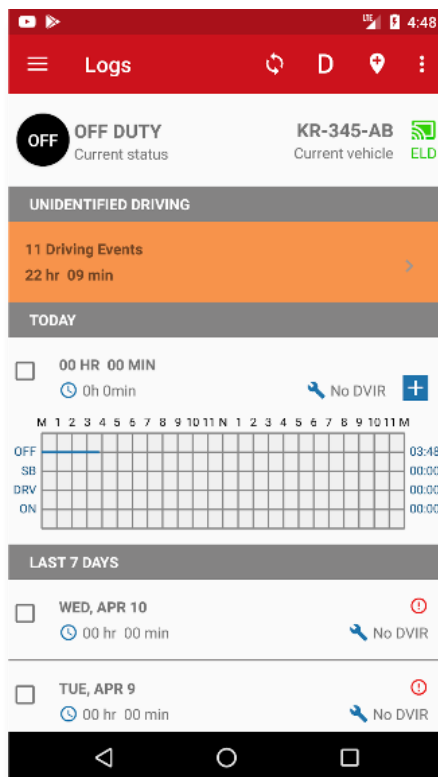 LTE 4:48
Logs D
OFF OFF DUTY KR-345-AB
Current status Current vehicle ELD
UNIDENTIFIED DRIVING
11 Driving Events
22 hr 09 min
TODAY
00 HR 00 MIN
0h 0min No DVIR
M 1 2 3 4 5 6 7 8 9 10 11 N 1 2 3 4 5 6 7 8 9 10 11 M
OFF 03:48
SB 00:00
DRV 00:00
ON 00:00
LAST 7 DAYS
WED, APR 10
00 hr 00 min No DVIR
TUE, APR 9
00 hr 00 min No DVIR